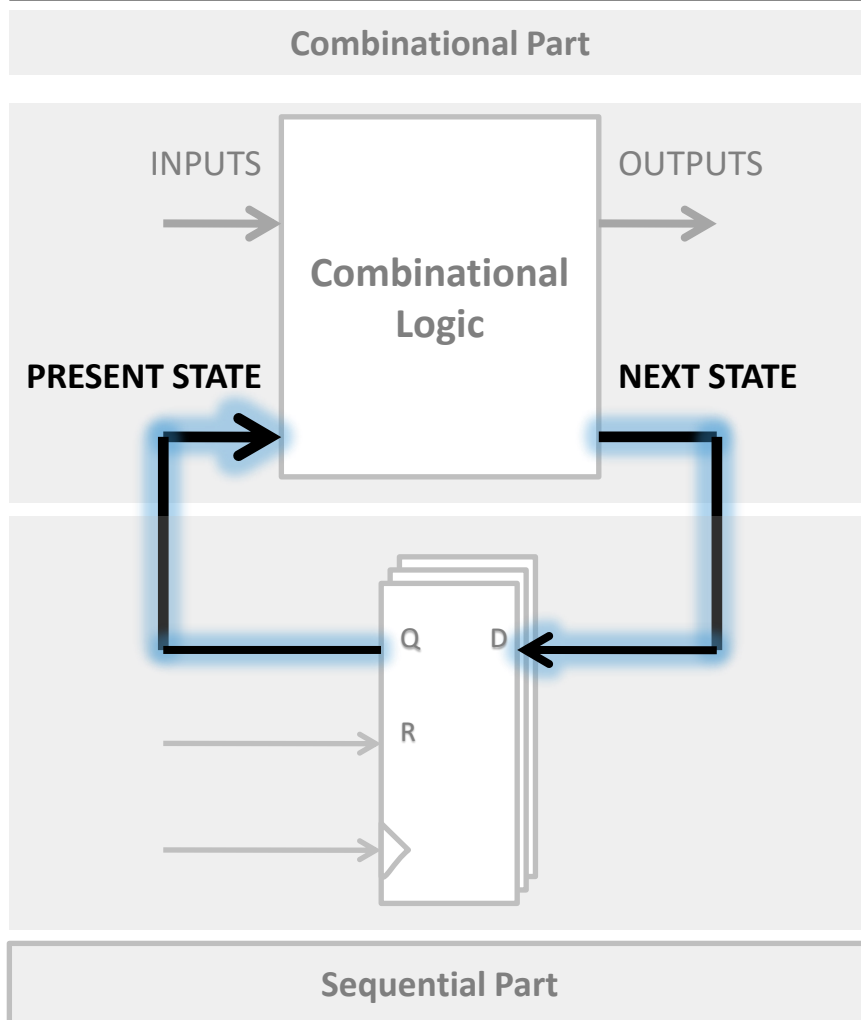 Combinational Part
INPUTS
OUTPUTS
Combinational
Logic
PRESENT STATE
NEXT STATE
Q
D
R
Sequential Part